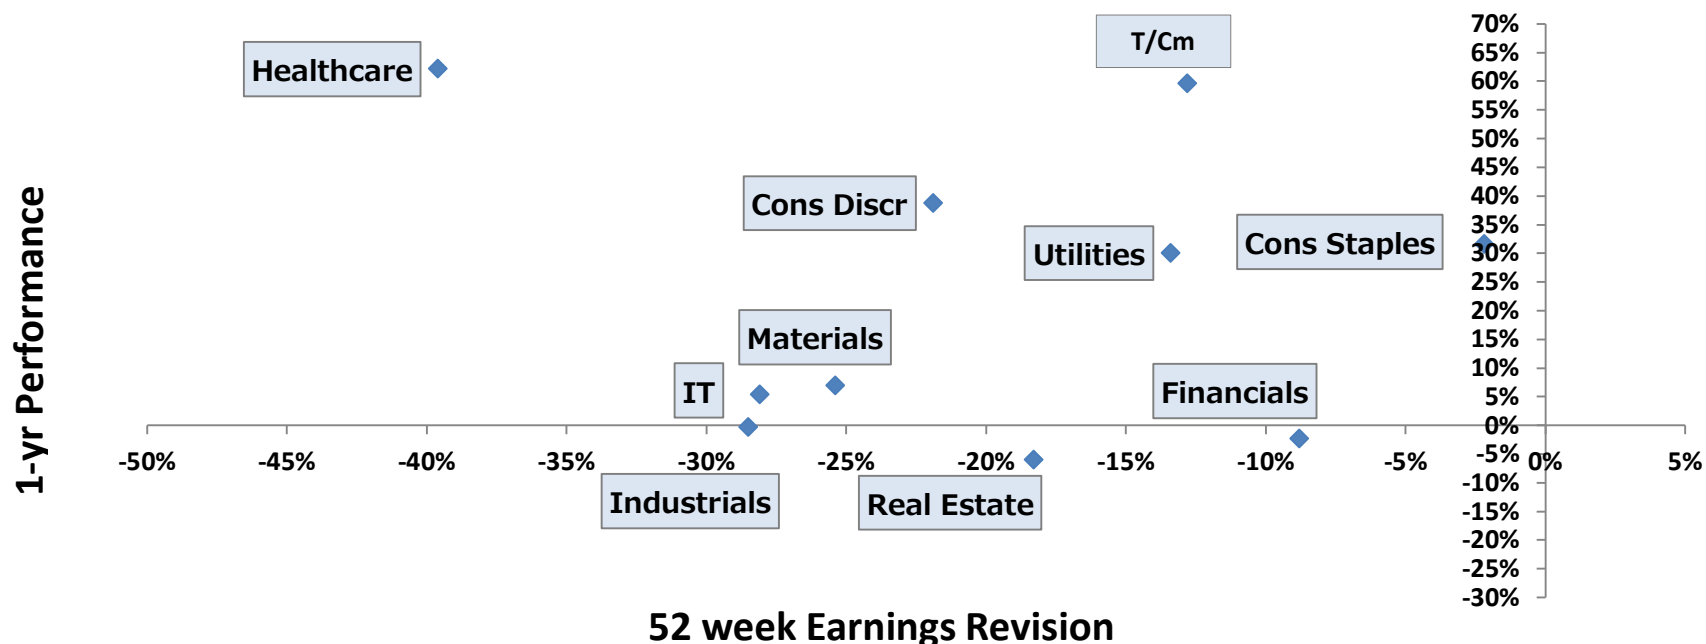 70%
T/Cm
65%
Healthcare
60%
55%
50%
45%
Cons Discr
40%
35%
Utilities
Cons Staples
30%
25%
20%
Materials
15%
10%
IT
Financials
5%
0%
-50%
-45%
-40%
-35%
-30%
-25%
-20%
-15%
-10%
-5%
0%
5%
-5%
-10%
Industrials
Real Estate
-15%
-20%
-25%
-30%
1-yr Performance
52 week Earnings Revision